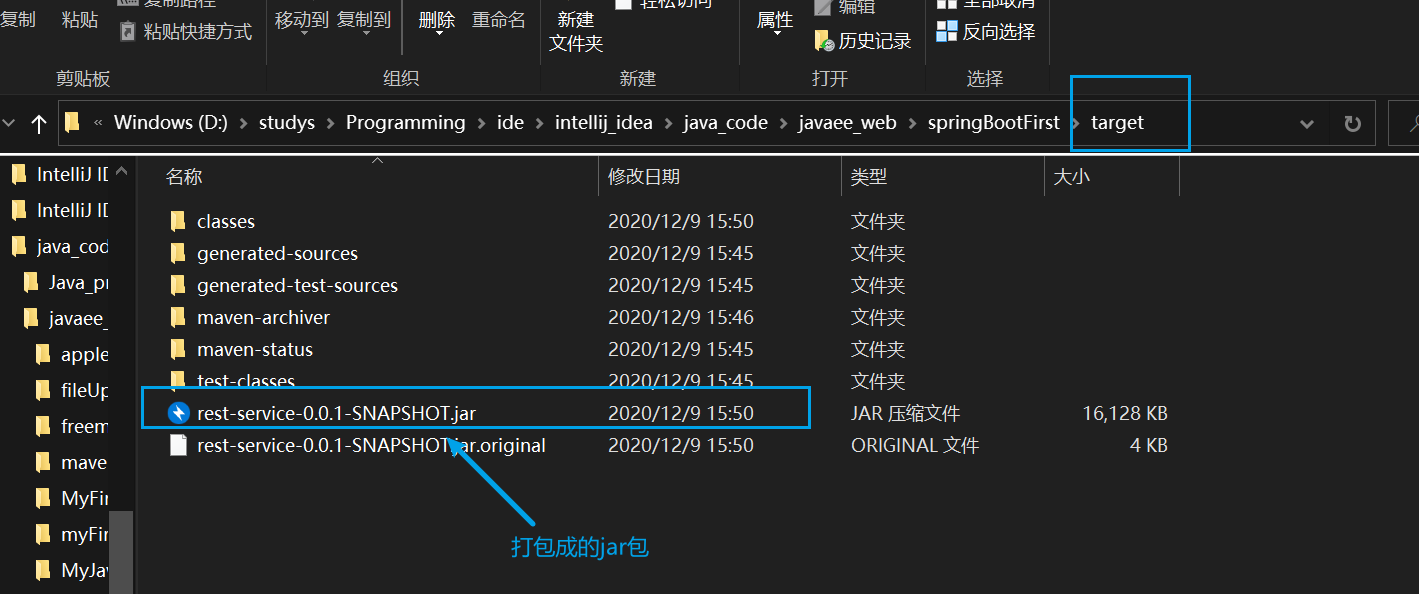 复制 粘贴 复制路径 粘贴快捷方式
移动到 复制到 删除 重命名
新建 文件夹 轻松访问
属性 编辑 历史记录
全部取消 反向选择
剪贴板 组织 新建 打开 选择
« Windows (D:) > studys > Programming > ide > intellij_idea > java_code > javaee_web > springBootFirst > target
名称 修改日期 类型 大小
classes 2020/12/9 15:50 文件夹
generated-sources 2020/12/9 15:45 文件夹
generated-test-sources 2020/12/9 15:45 文件夹
maven-archiver 2020/12/9 15:46 文件夹
maven-status 2020/12/9 15:45 文件夹
test-classes 2020/12/9 15:45 文件夹
rest-service-0.0.1-SNAPSHOT.jar 2020/12/9 15:50 JAR 压缩文件 16,128 KB
rest-service-0.0.1-SNAPSHOT.jar.original 2020/12/9 15:50 ORIGINAL 文件 4 KB
打包成的jar包
IntelliJ ID
IntelliJ ID
java_cod
Java_pr
javaee_
apple
fileUp
freem
mave
MyFir
myFir
MyJav